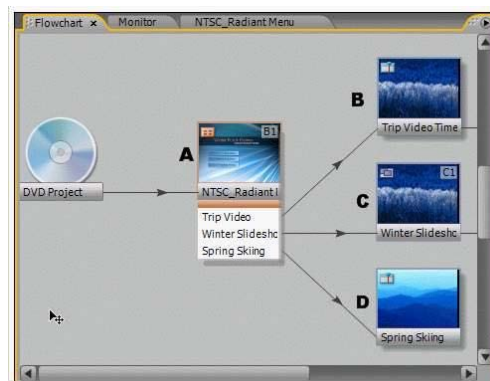 Flowchart × Monitor NTSC_Radiant Menu
B
Trip Video Time
A
B1
DVD Project
NTSC_Radiant I
Trip Video
Winter Slideshc
Spring Skiing
C
C1
Winter Slideshc
D
Spring Skiing